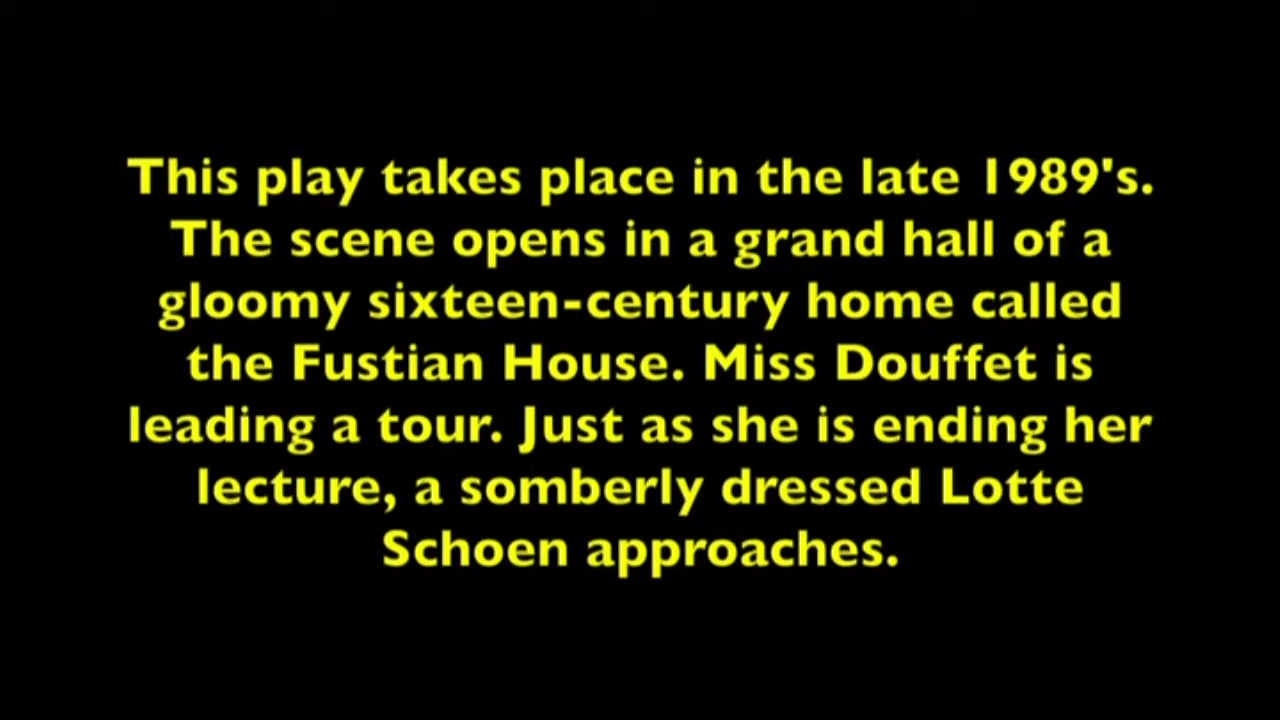 This play takes place in the late 1989's.
The scene opens in a grand hall of a
gloomy sixteen-century home called
the Fustian House. Miss Douffet is
leading a tour. Just as she is ending her
lecture, a somberly dressed Lotte
Schoen approaches.